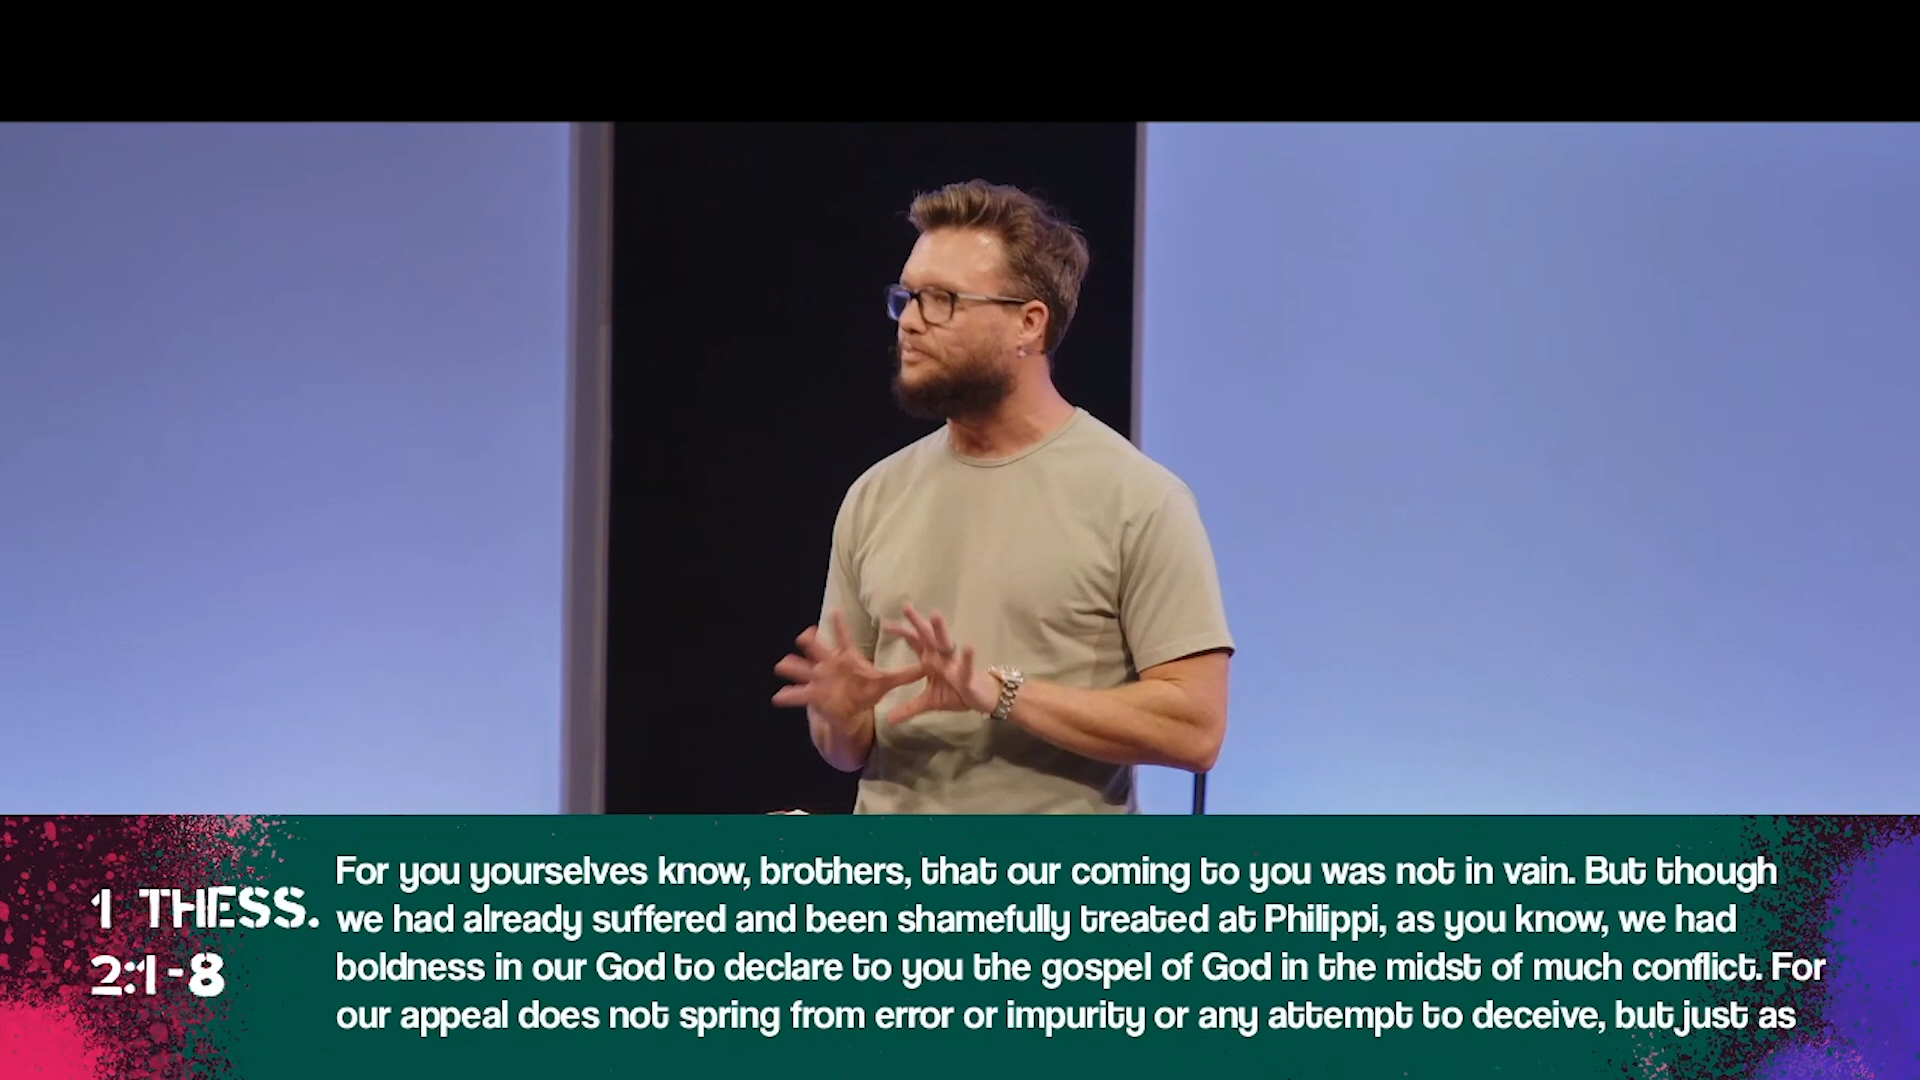 1 THESS.
2:1-8
For you yourselves know, brothers, that our coming to you was not in vain. But though
we had already suffered and been shamefully treated at Philippi, as you know, we had
boldness in our God to declare to you the gospel of God in the midst of much conflict. For
our appeal does not spring from error or impurity or any attempt to deceive, but just as